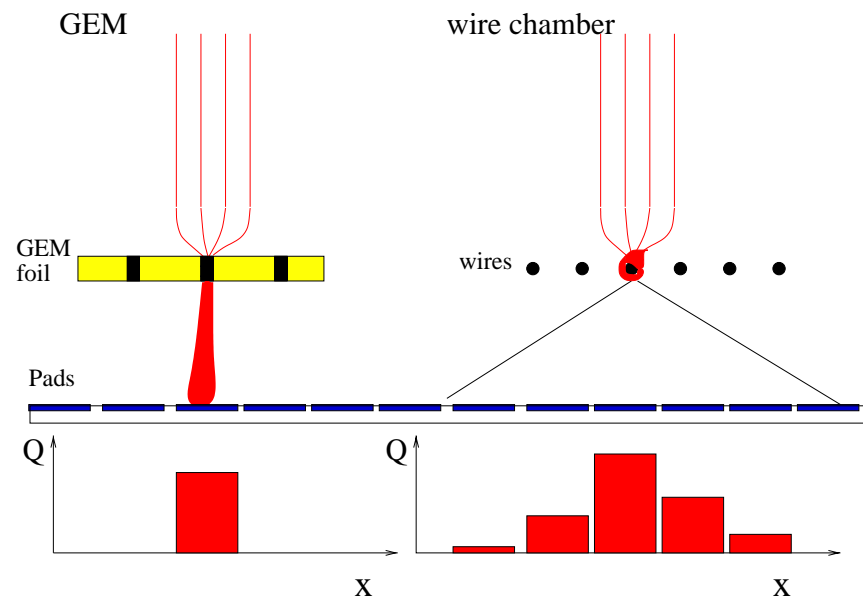 GEM
wire chamber
GEM
foil
wires
Pads
Q
Q
x
x